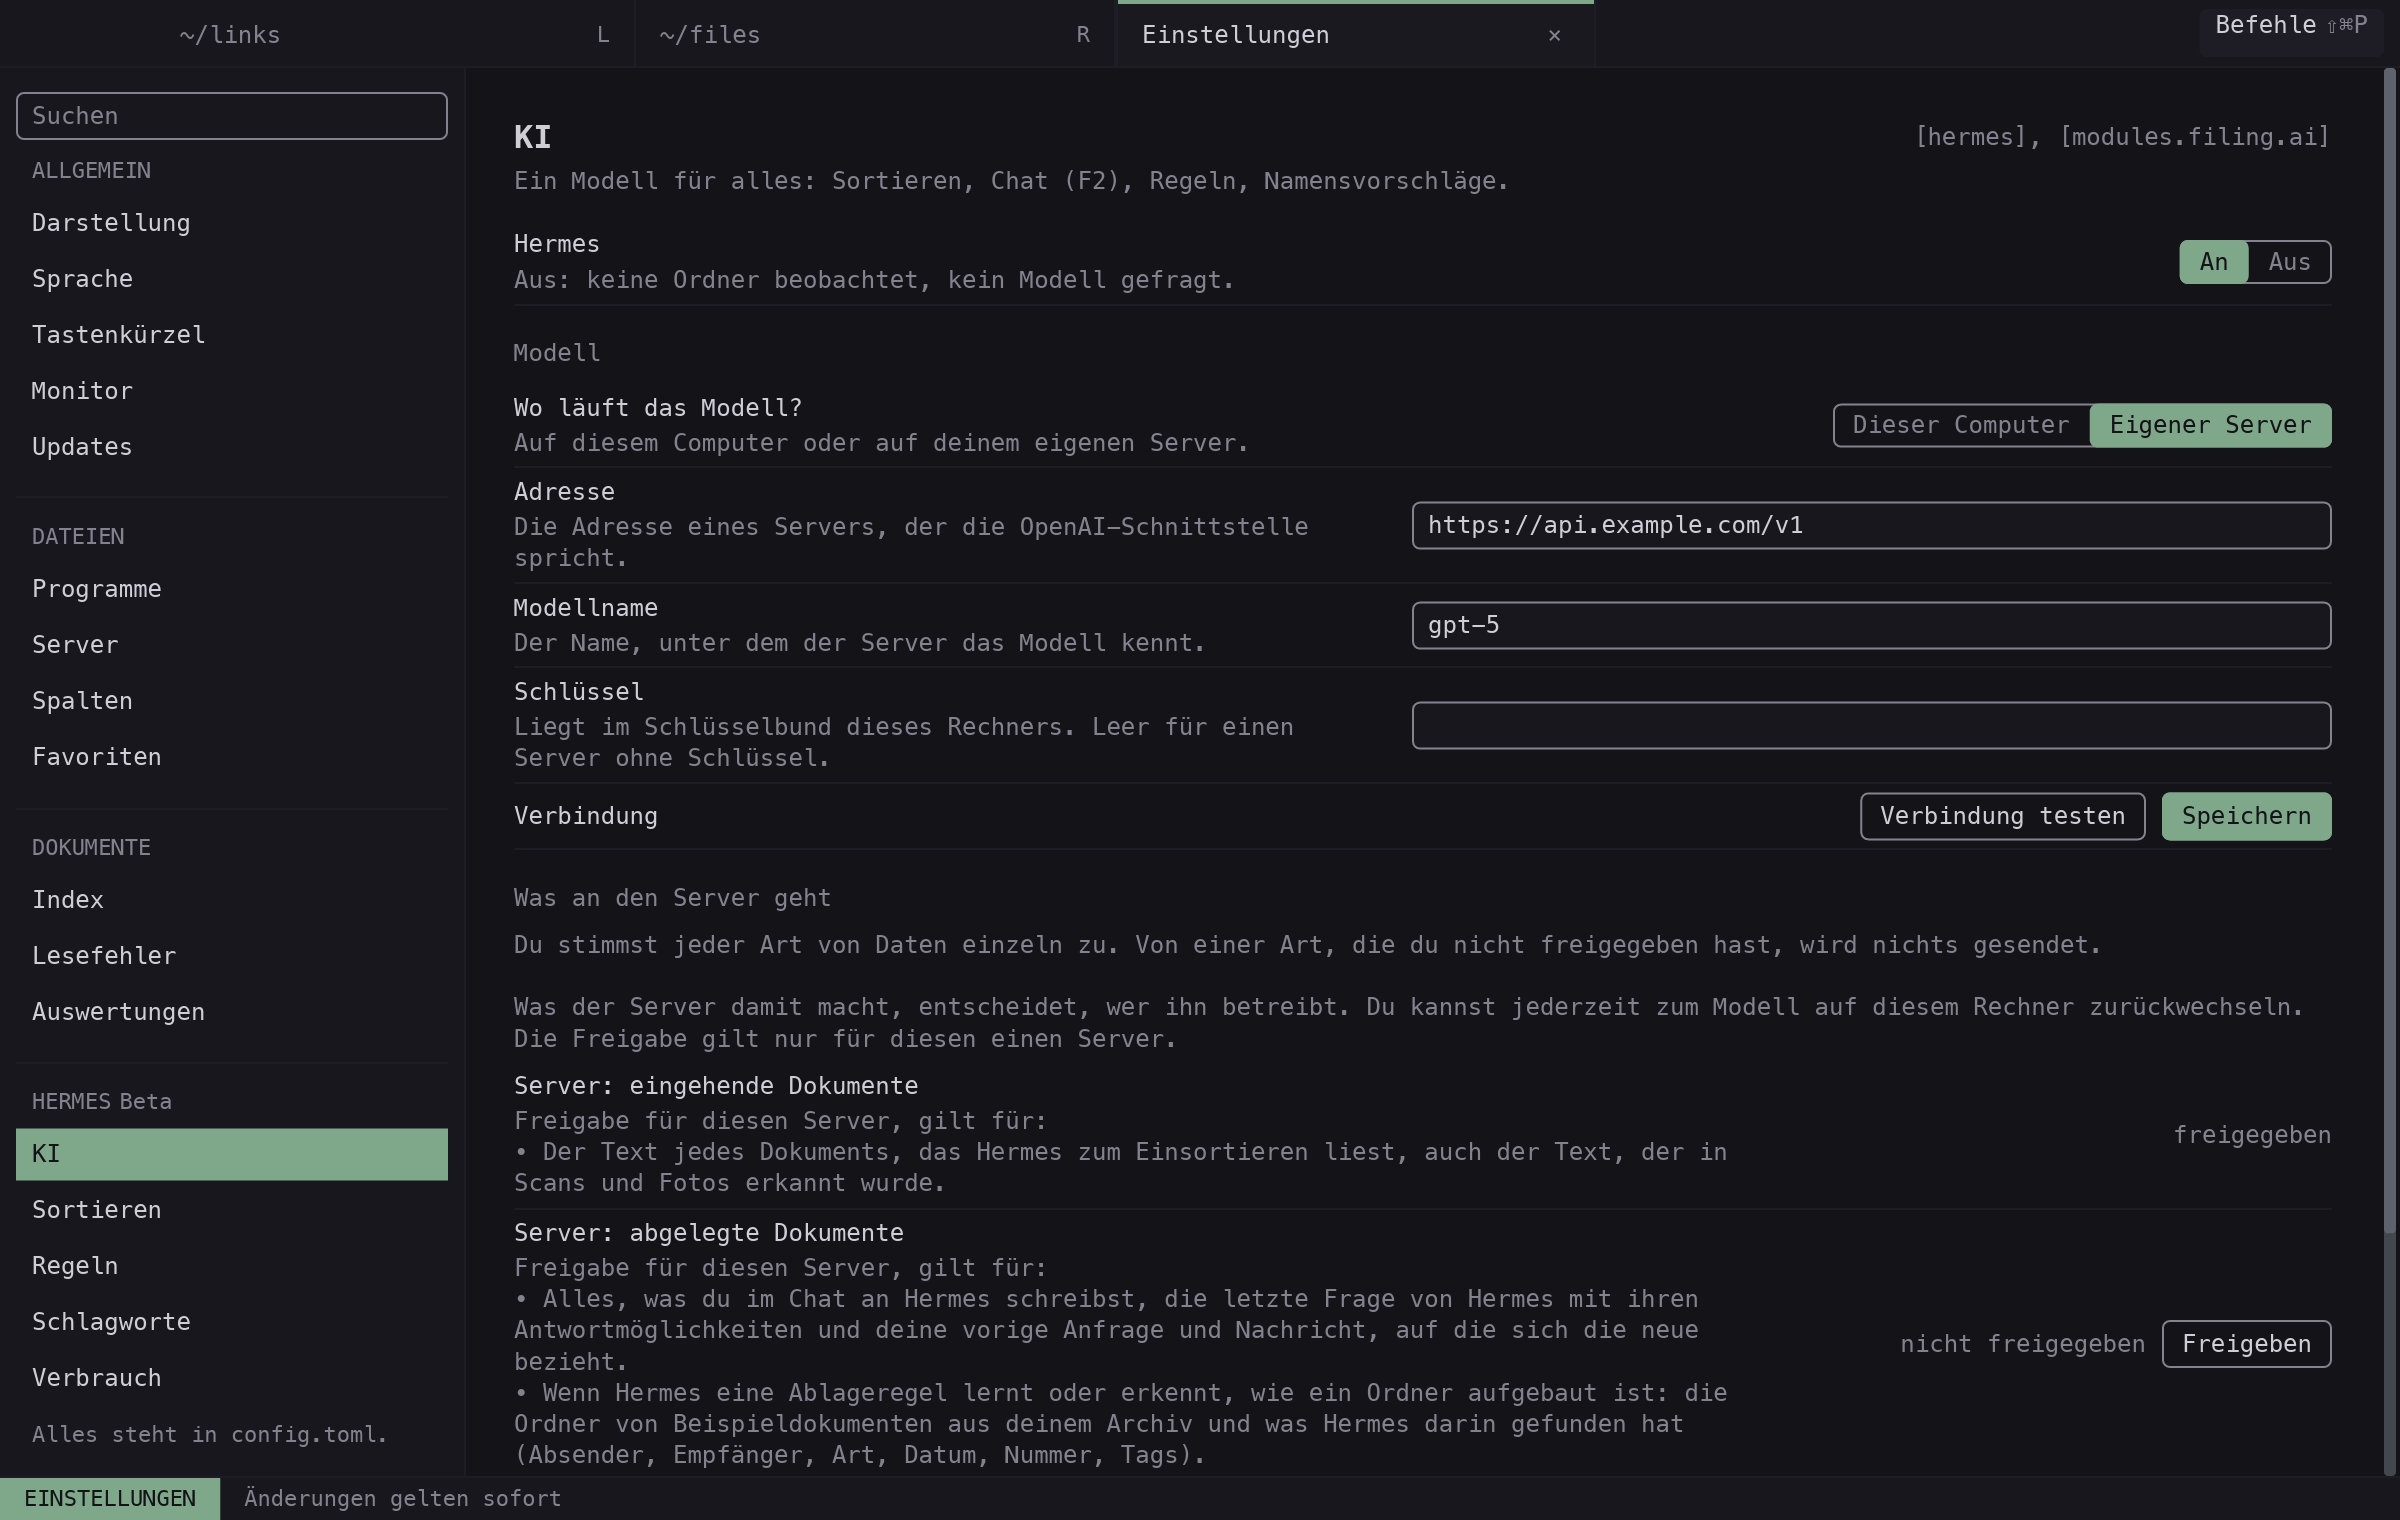 ~/links L ~/files R Einstellungen × Befehle ⇧⌘P
Suchen
ALLGEMEIN
Darstellung
Sprache
Tastenkürzel
Monitor
Updates
DATEIEN
Programme
Server
Spalten
Favoriten
DOKUMENTE
Index
Lesefehler
Auswertungen
HERMES Beta
KI
Sortieren
Regeln
Schlagworte
Verbrauch
Alles steht in config.toml.
KI [hermes], [modules.filing.ai]
Ein Modell für alles: Sortieren, Chat (F2), Regeln, Namensvorschläge.
Hermes
Aus: keine Ordner beobachtet, kein Modell gefragt.
An Aus
Modell
Wo läuft das Modell?
Auf diesem Computer oder auf deinem eigenen Server.
Dieser Computer Eigener Server
Adresse
Die Adresse eines Servers, der die OpenAI-Schnittstelle
spricht.
https://api.example.com/v1
Modellname
Der Name, unter dem der Server das Modell kennt.
gpt-5
Schlüssel
Liegt im Schlüsselbund dieses Rechners. Leer für einen
Server ohne Schlüssel.
Verbindung Verbindung testen Speichern
Was an den Server geht
Du stimmst jeder Art von Daten einzeln zu. Von einer Art, die du nicht freigegeben hast, wird nichts gesendet.
Was der Server damit macht, entscheidet, wer ihn betreibt. Du kannst jederzeit zum Modell auf diesem Rechner zurückwechseln.
Die Freigabe gilt nur für diesen einen Server.
Server: eingehende Dokumente
Freigabe für diesen Server, gilt für:
• Der Text jedes Dokuments, das Hermes zum Einsortieren liest, auch der Text, der in
Scans und Fotos erkannt wurde.
freigegeben
Server: abgelegte Dokumente
Freigabe für diesen Server, gilt für:
• Alles, was du im Chat an Hermes schreibst, die letzte Frage von Hermes mit ihren
Antwortmöglichkeiten und deine vorige Anfrage und Nachricht, auf die sich die neue
bezieht.
• Wenn Hermes eine Ablageregel lernt oder erkennt, wie ein Ordner aufgebaut ist: die
Ordner von Beispieldokumenten aus deinem Archiv und was Hermes darin gefunden hat
(Absender, Empfänger, Art, Datum, Nummer, Tags).
nicht freigegeben Freigeben
EINSTELLUNGEN Änderungen gelten sofort